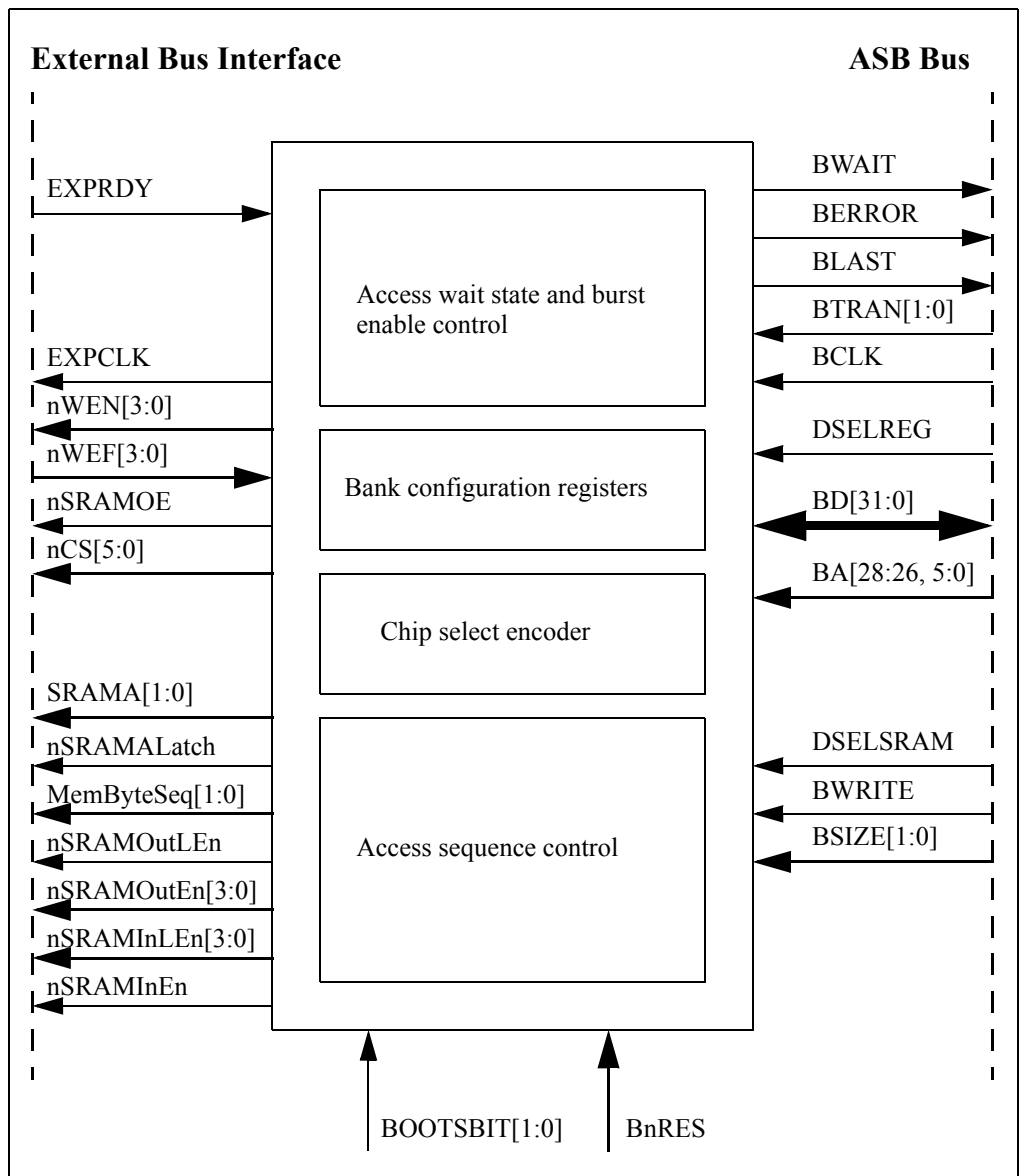 External Bus Interface
ASB Bus
EXPRDY
EXPCLK
nWEN[3:0]
nWEF[3:0]
nSRAMOE
nCS[5:0]
SRAMA[1:0]
nSRAMALatch
MemByteSeq[1:0]
nSRAMOutLEn
nSRAMOutEn[3:0]
nSRAMInLEn[3:0]
nSRAMInEn
Access wait state and burst
enable control
Bank configuration registers
Chip select encoder
Access sequence control
BWAIT
BERROR
BLAST
BTRAN[1:0]
BCLK
DSELREG
BD[31:0]
BA[28:26, 5:0]
DSELSRAM
BWRITE
BSIZE[1:0]
BOOTSBIT[1:0]
BnRES